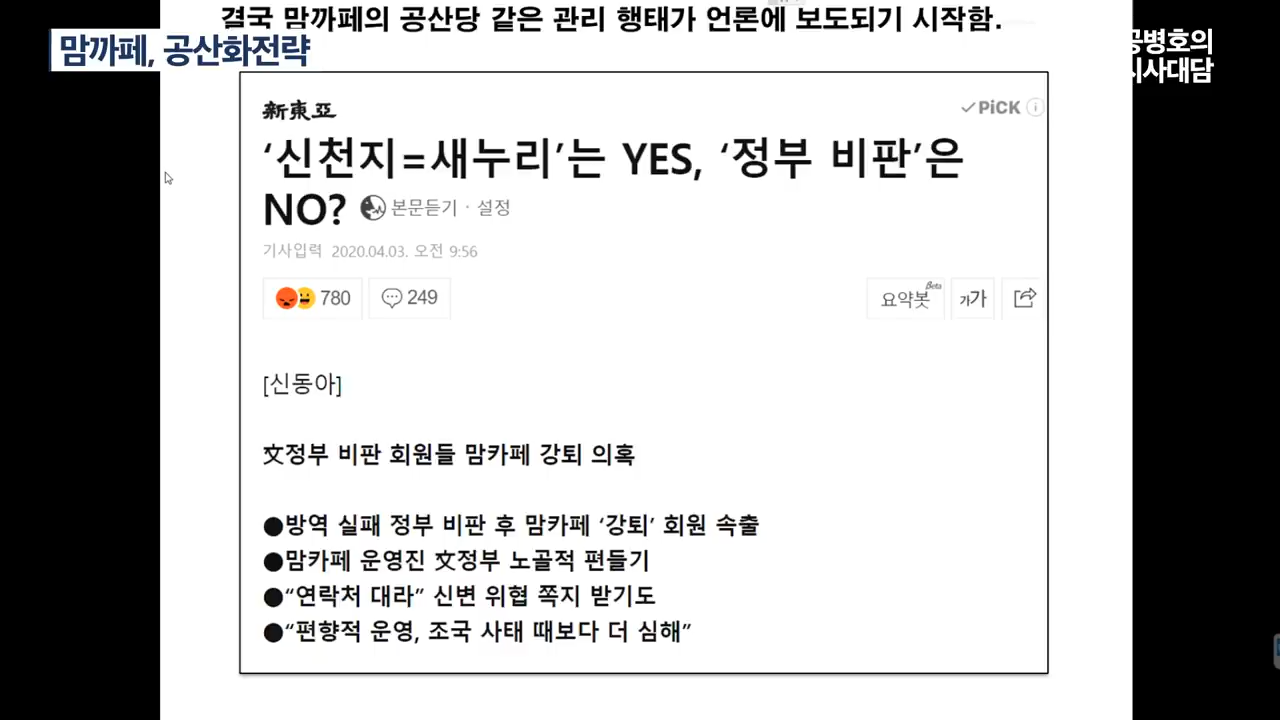 결국 맘까페의 공산당 같은 관리 행태가 언론에 보도되기 시작함.
맘까페, 공산화전략
공병호의
시사대담
新東亞
PiCK
‘신천지=새누리’는 YES, ‘정부 비판’은
NO? 본문듣기 · 설정
기사입력 2020.04.03. 오전 9:56
780 249 요약봇 Beta 가가
[신동아]
文정부 비판 회원들 맘카페 강퇴 의혹
●방역 실패 정부 비판 후 맘카페 ‘강퇴’ 회원 속출
●맘카페 운영진 文정부 노골적 편들기
●“연락처 대라” 신변 위협 쪽지 받기도
●“편향적 운영, 조국 사태 때보다 더 심해”